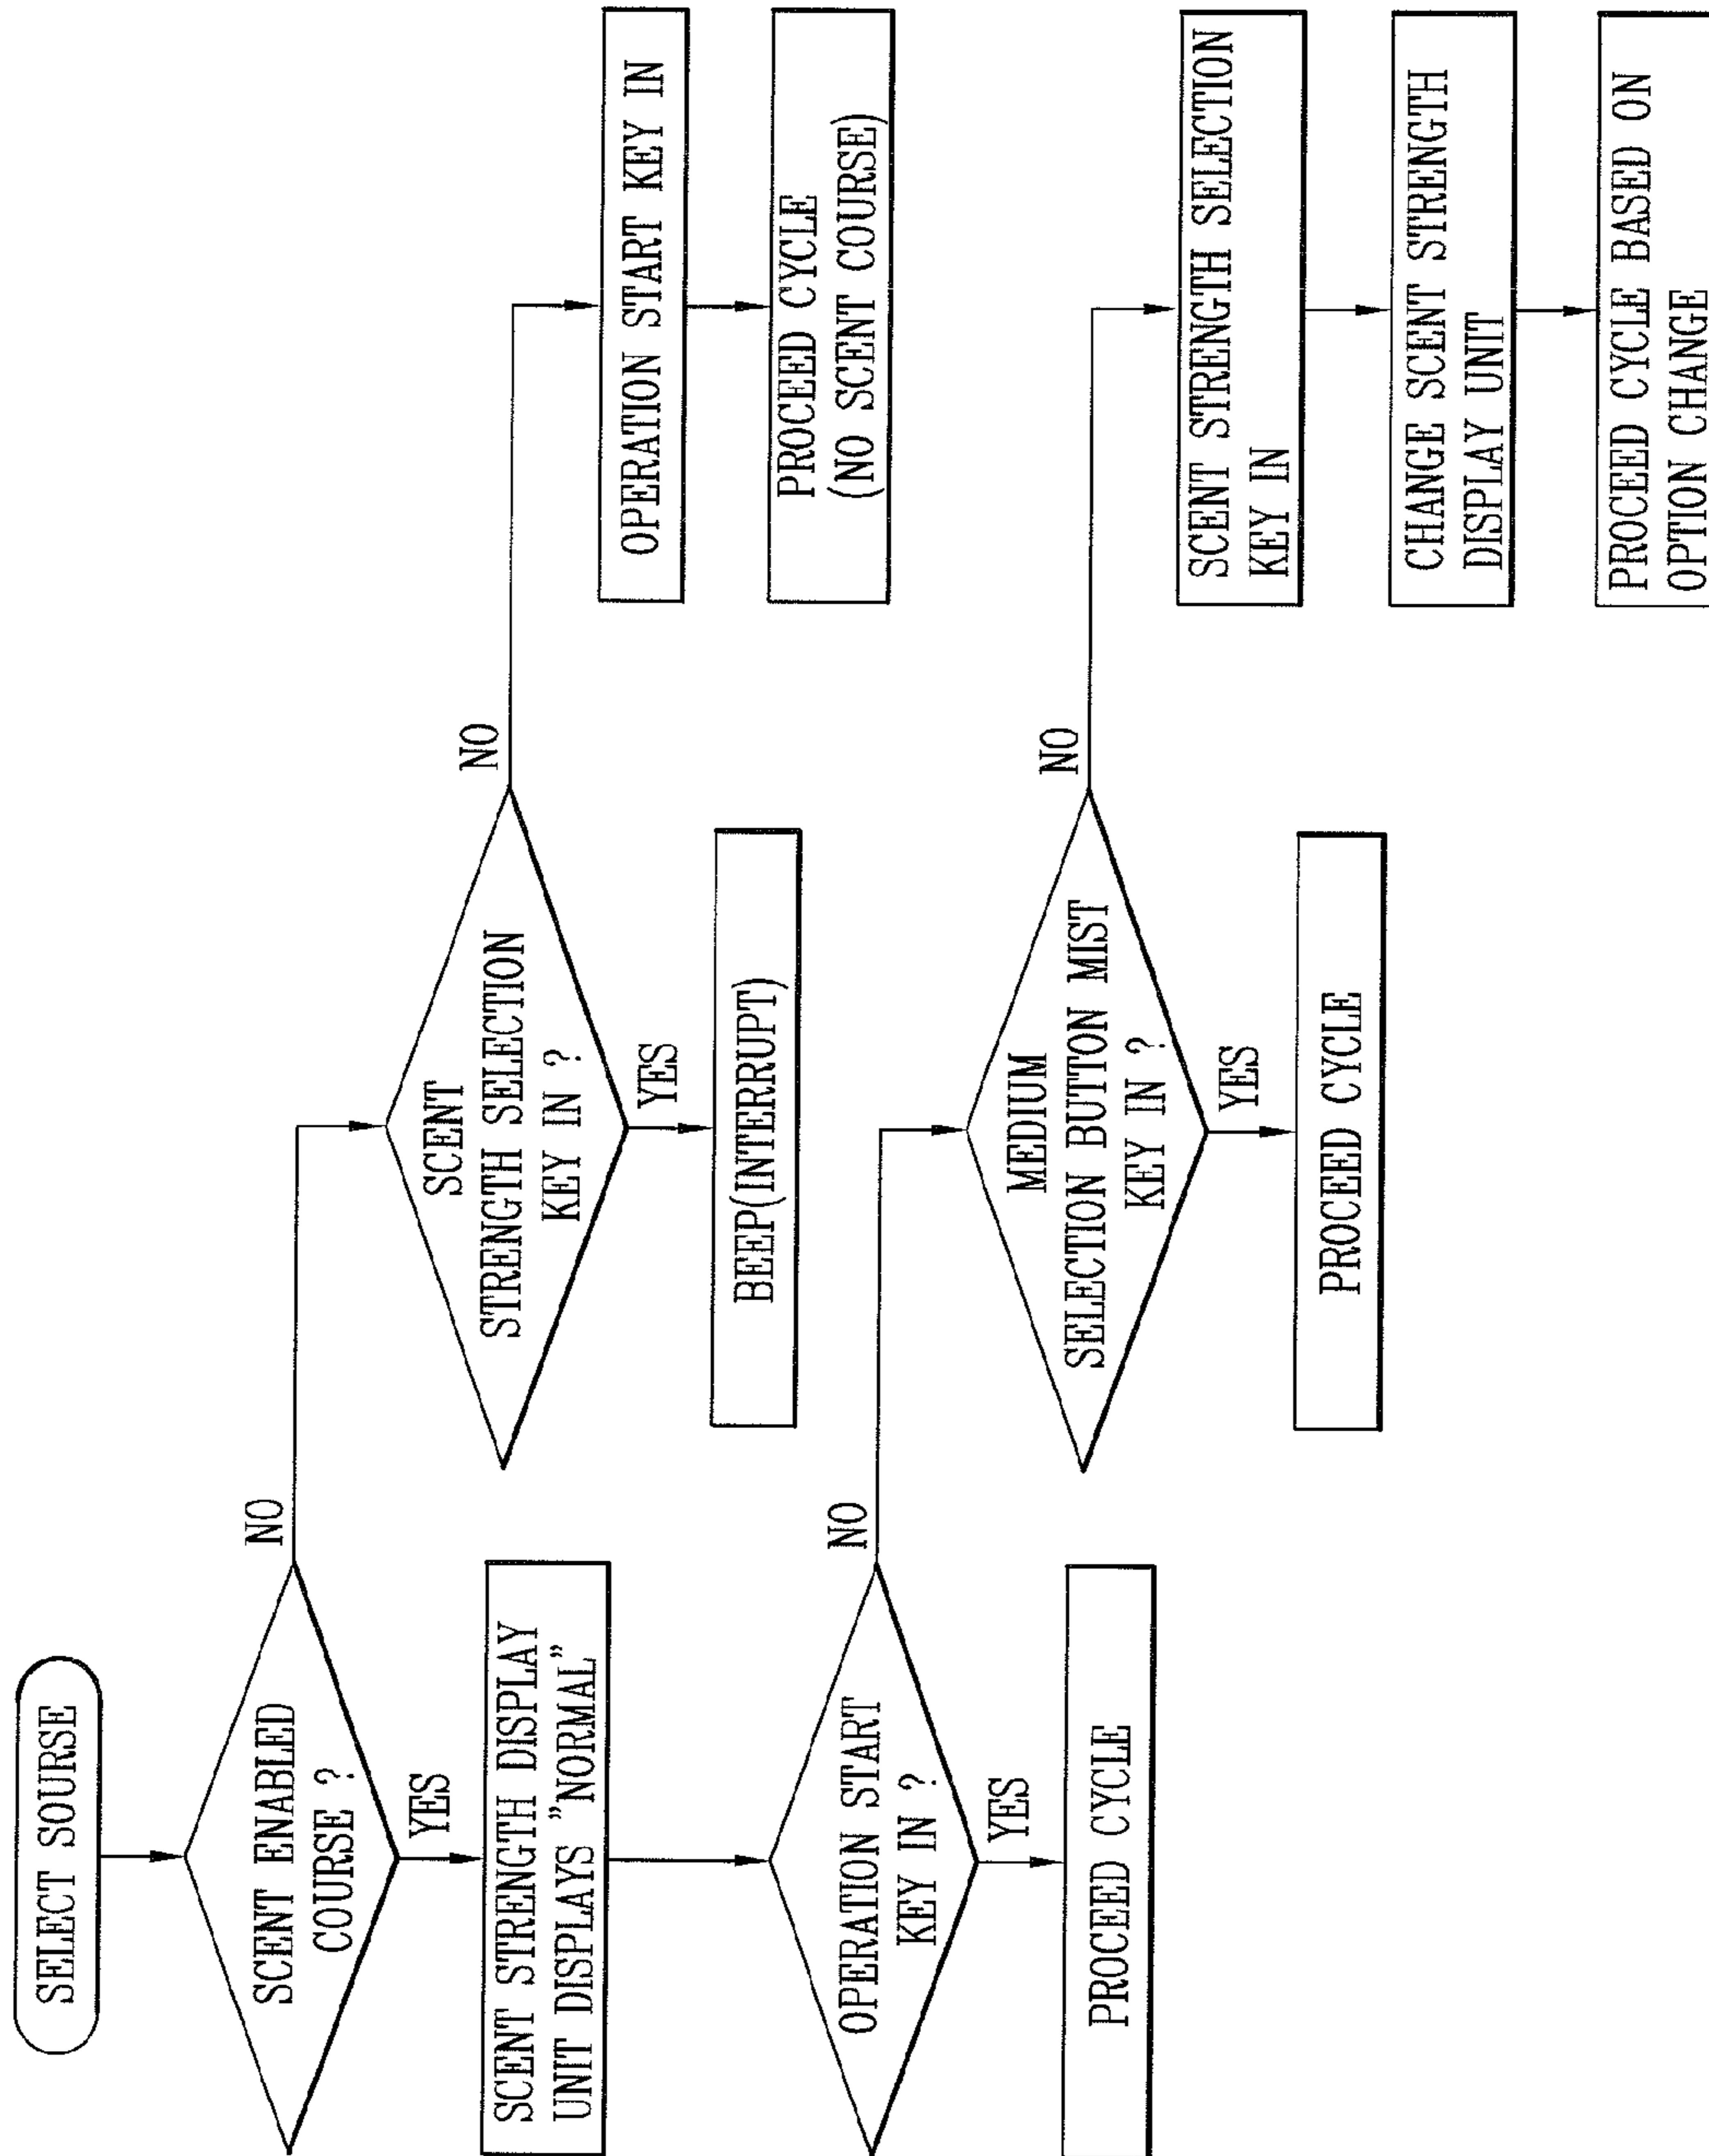 SELECT SOURSE
SCENT ENABLED
COURSE ?
NO
YES
SCENT STRENGTH DISPLAY
UNIT DISPLAYS "NORMAL"
OPERATION START
KEY IN ?
NO
YES
PROCEED CYCLE
SCENT
STRENGTH SELECTION
KEY IN ?
NO
YES
BEEP(INTERRUPT)
MEDIUM
SELECTION BUTTON MIST
KEY IN ?
NO
YES
PROCEED CYCLE
OPERATION START KEY IN
PROCEED CYCLE
(NO SCENT COURSE)
SCENT STRENGTH SELECTION
KEY IN
CHANGE SCENT STRENGTH
DISPLAY UNIT
PROCEED CYCLE BASED ON
OPTION CHANGE